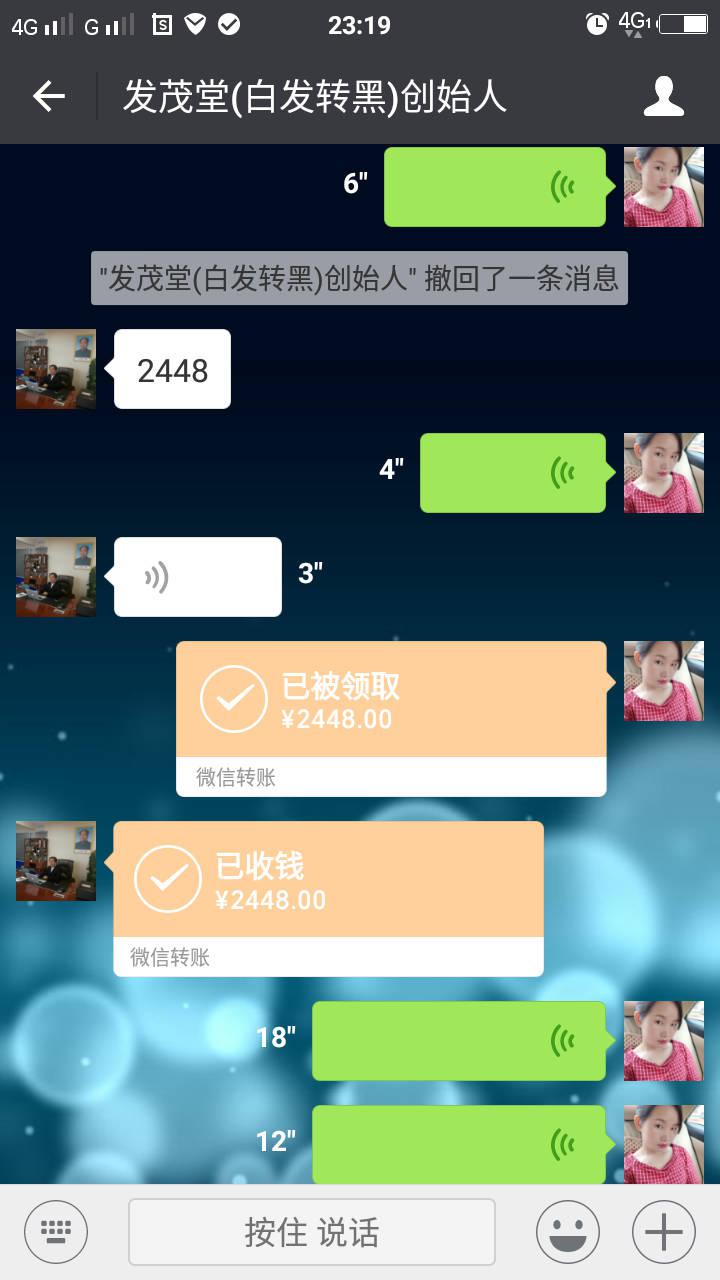 4G G 23:19 4G1
发茂堂(白发转黑)创始人
6"
"发茂堂(白发转黑)创始人" 撤回了一条消息
2448
4"
3"
已被领取
¥2448.00
微信转账
已收钱
¥2448.00
微信转账
18"
12"
按住 说话